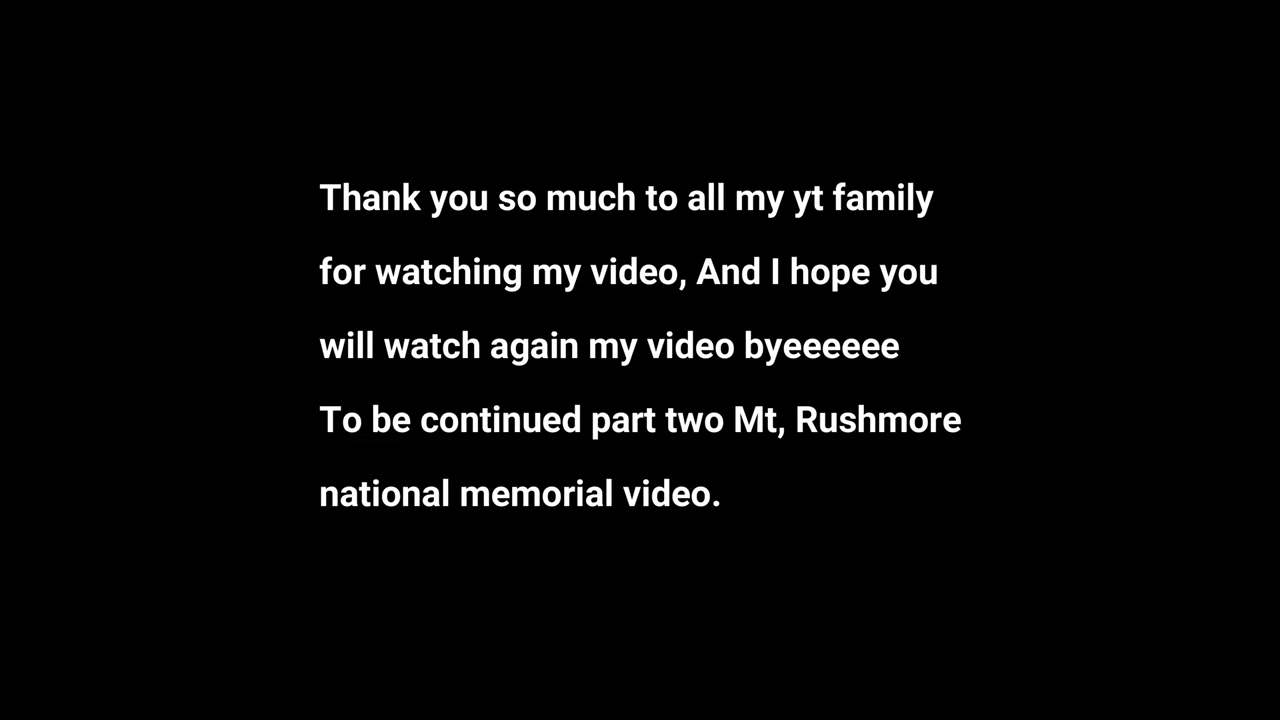 Thank you so much to all my yt family
for watching my video, And I hope you
will watch again my video byeeeeee
To be continued part two Mt, Rushmore
national memorial video.